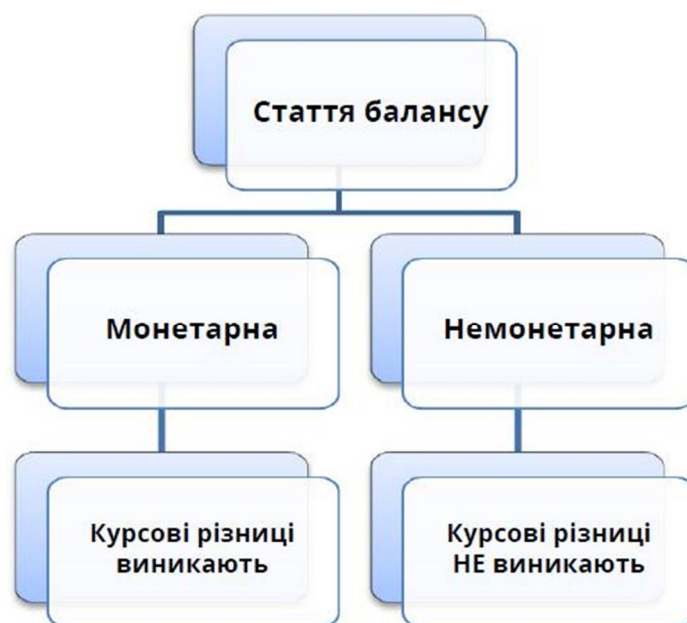 Стаття балансу
Монетарна
Немонетарна
Курсові різниці
виникають
Курсові різниці
НЕ виникають